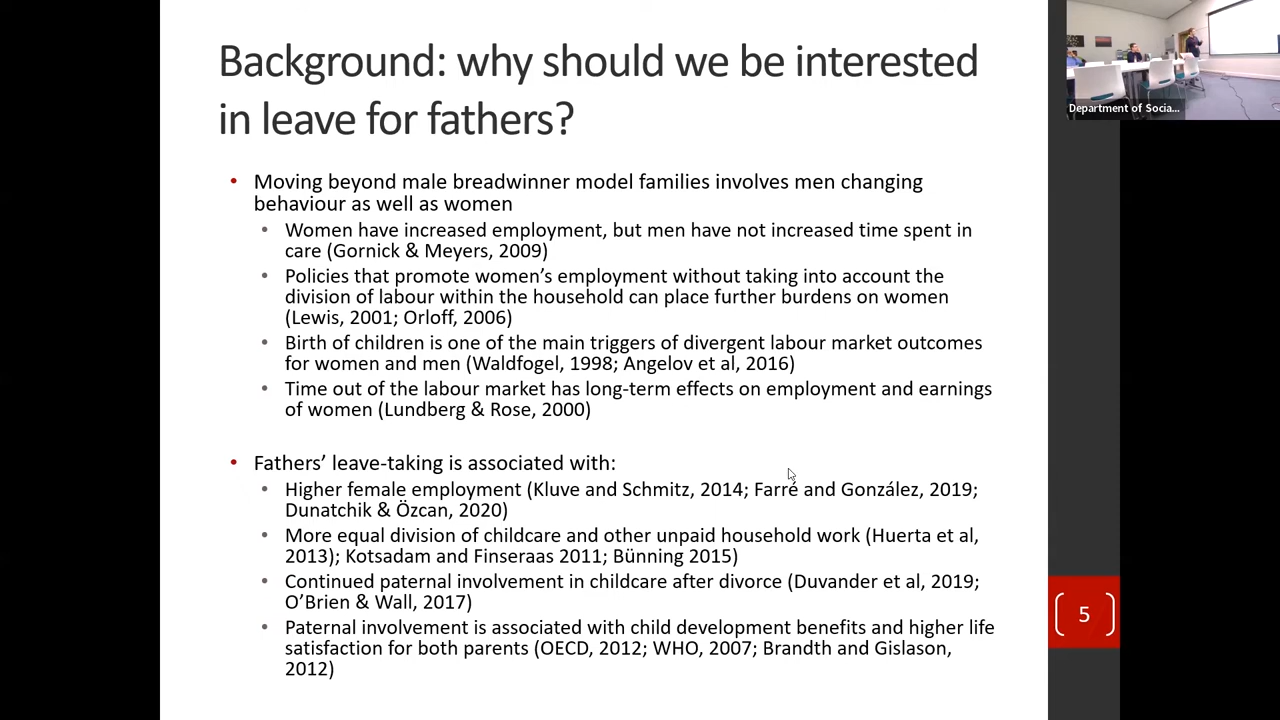 Background: why should we be interested
in leave for fathers?
• Moving beyond male breadwinner model families involves men changing
behaviour as well as women
• Women have increased employment, but men have not increased time spent in
care (Gornick & Meyers, 2009)
• Policies that promote women’s employment without taking into account the
division of labour within the household can place further burdens on women
(Lewis, 2001; Orloff, 2006)
• Birth of children is one of the main triggers of divergent labour market outcomes
for women and men (Waldfogel, 1998; Angelov et al, 2016)
• Time out of the labour market has long-term effects on employment and earnings
of women (Lundberg & Rose, 2000)
• Fathers’ leave-taking is associated with:
• Higher female employment (Kluve and Schmitz, 2014; Farré and González, 2019;
Dunatchik & Özcan, 2020)
• More equal division of childcare and other unpaid household work (Huerta et al,
2013); Kotsadam and Finseraas 2011; Bünning 2015)
• Continued paternal involvement in childcare after divorce (Duvander et al, 2019;
O’Brien & Wall, 2017)
• Paternal involvement is associated with child development benefits and higher life
satisfaction for both parents (OECD, 2012; WHO, 2007; Brandth and Gislason,
2012)
5
Department of Socia...